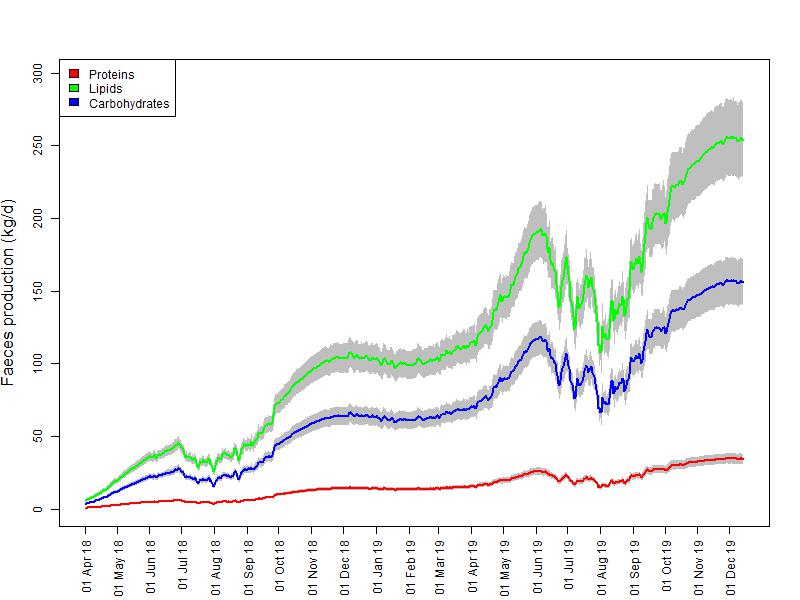 Proteins
Lipids
Carbohydrates
Faeces production (kg/d)
300
250
200
150
100
50
0
01 Apr 18
01 May 18
01 Jun 18
01 Jul 18
01 Aug 18
01 Sep 18
01 Oct 18
01 Nov 18
01 Dec 18
01 Jan 19
01 Feb 19
01 Mar 19
01 Apr 19
01 May 19
01 Jun 19
01 Jul 19
01 Aug 19
01 Sep 19
01 Oct 19
01 Nov 19
01 Dec 19